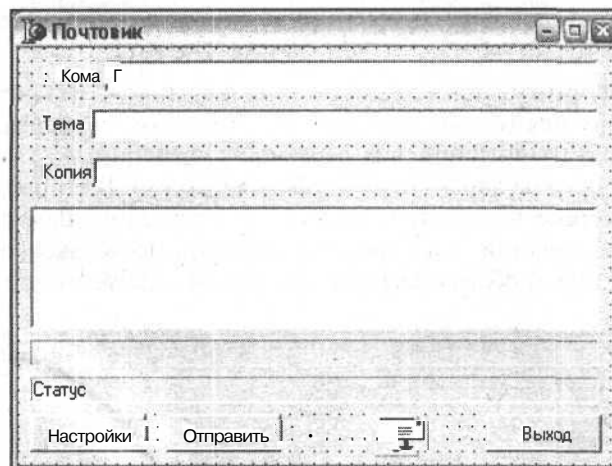 Почтовик
: Кома Г
Тема
Копия
Статус
Настройки Отправить Выход